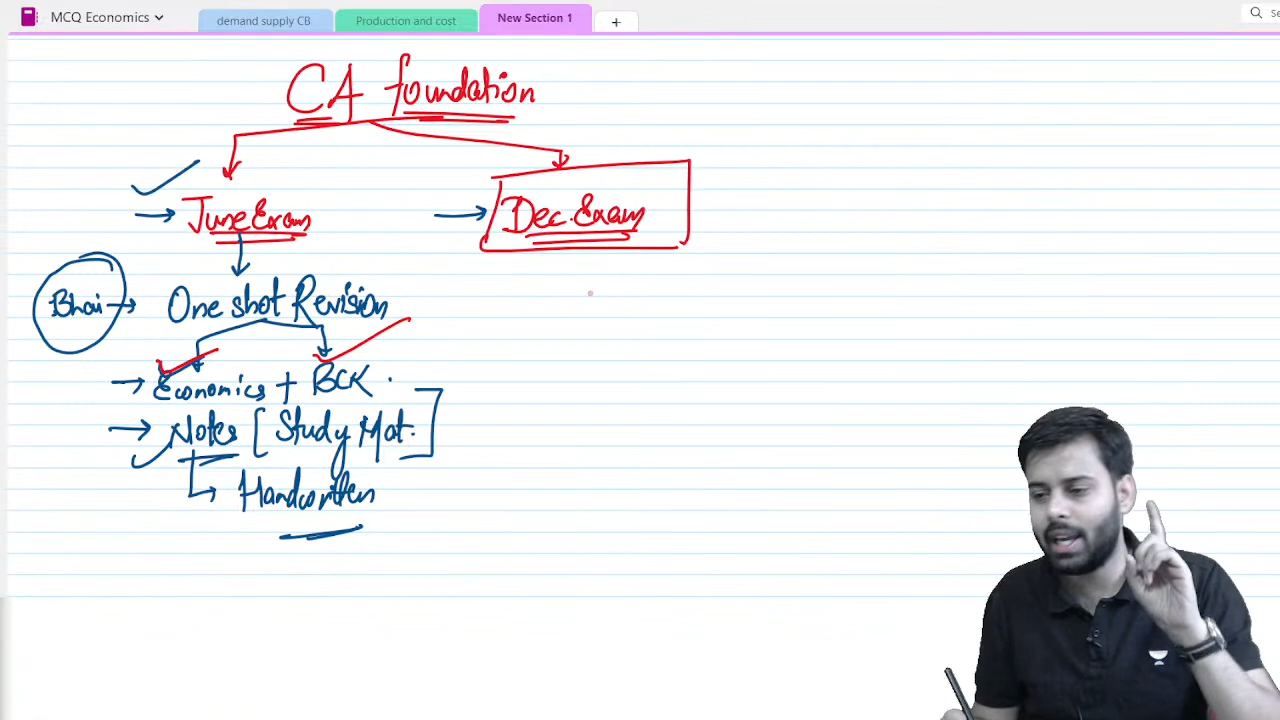 MCQ Economics
demand supply CB
Production and cost
New Section 1
+
Se
CA foundation
June Exam
Dec. Exam
Bhai → One shot Revision
→ Economics + BCK.
→ Notes [Study Mat.]
Handwritten